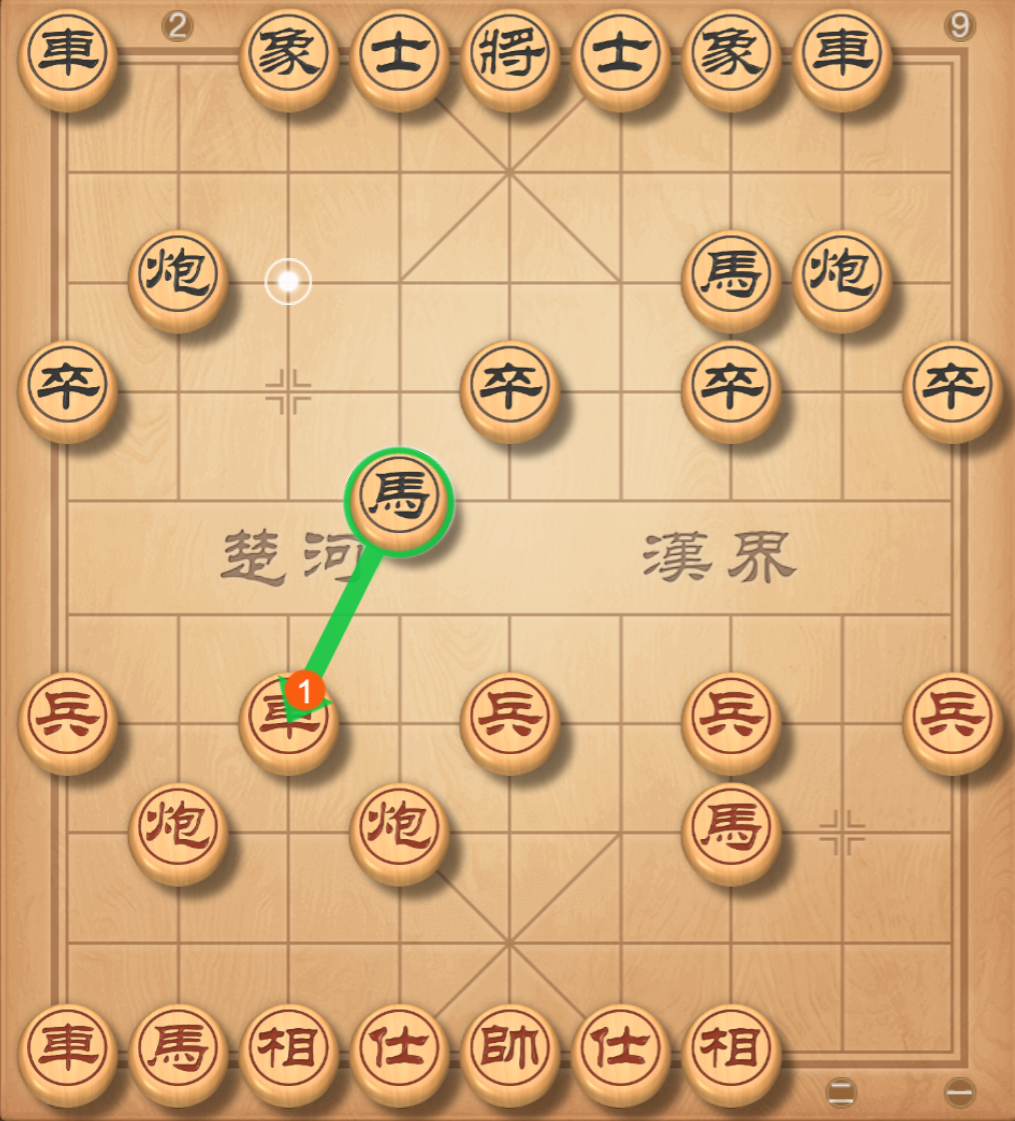 2 9
車 象 士 將 士 象 車
炮 馬 炮
卒 卒 卒 卒
馬
楚河 漢界
1
兵 車 兵 兵 兵
炮 炮 馬
車 馬 相 仕 帥 仕 相
二 一